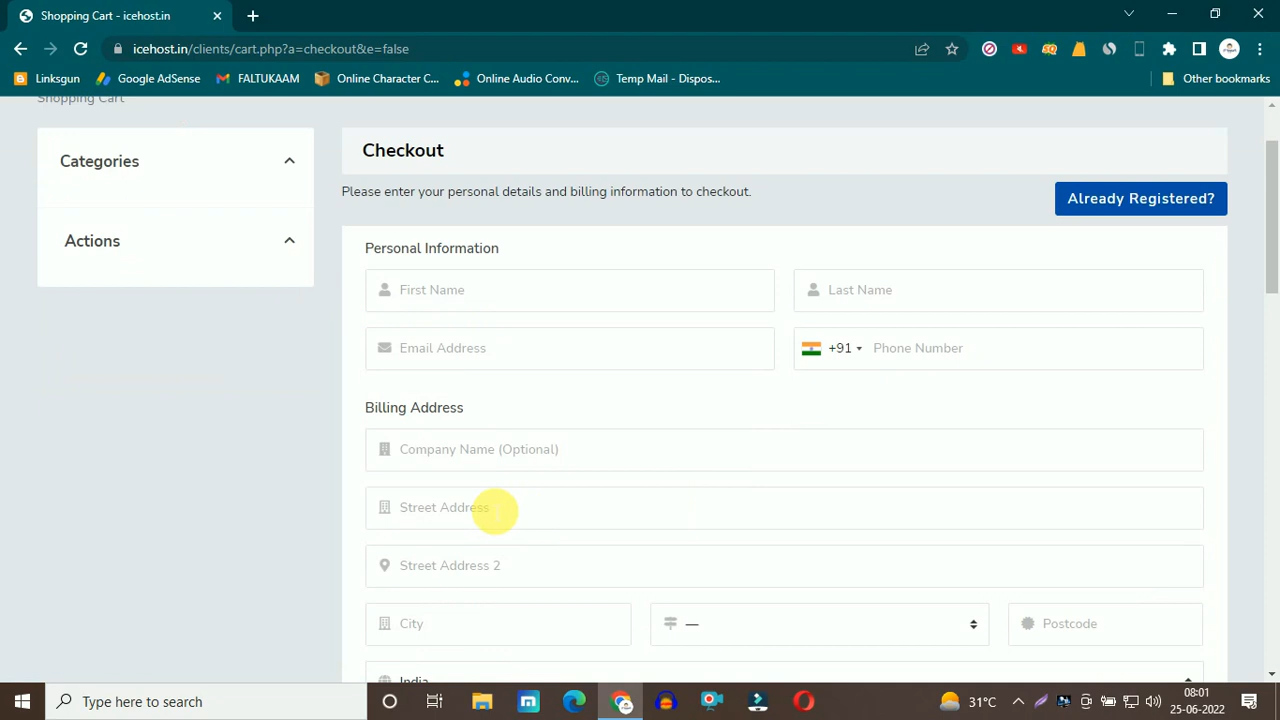 Shopping Cart - icehost.in
icehost.in/clients/cart.php?a=checkout&e=false
Linksgun
Google AdSense
FALTUKAAM
Online Character C...
Online Audio Conv...
Temp Mail - Dispos...
Other bookmarks
Shopping Cart
Categories
Actions
Checkout
Please enter your personal details and billing information to checkout.
Already Registered?
Personal Information
First Name
Last Name
Email Address
+91
Phone Number
Billing Address
Company Name (Optional)
Street Address
Street Address 2
City
—
Postcode
India
Type here to search
31°C
08:01
25-06-2022